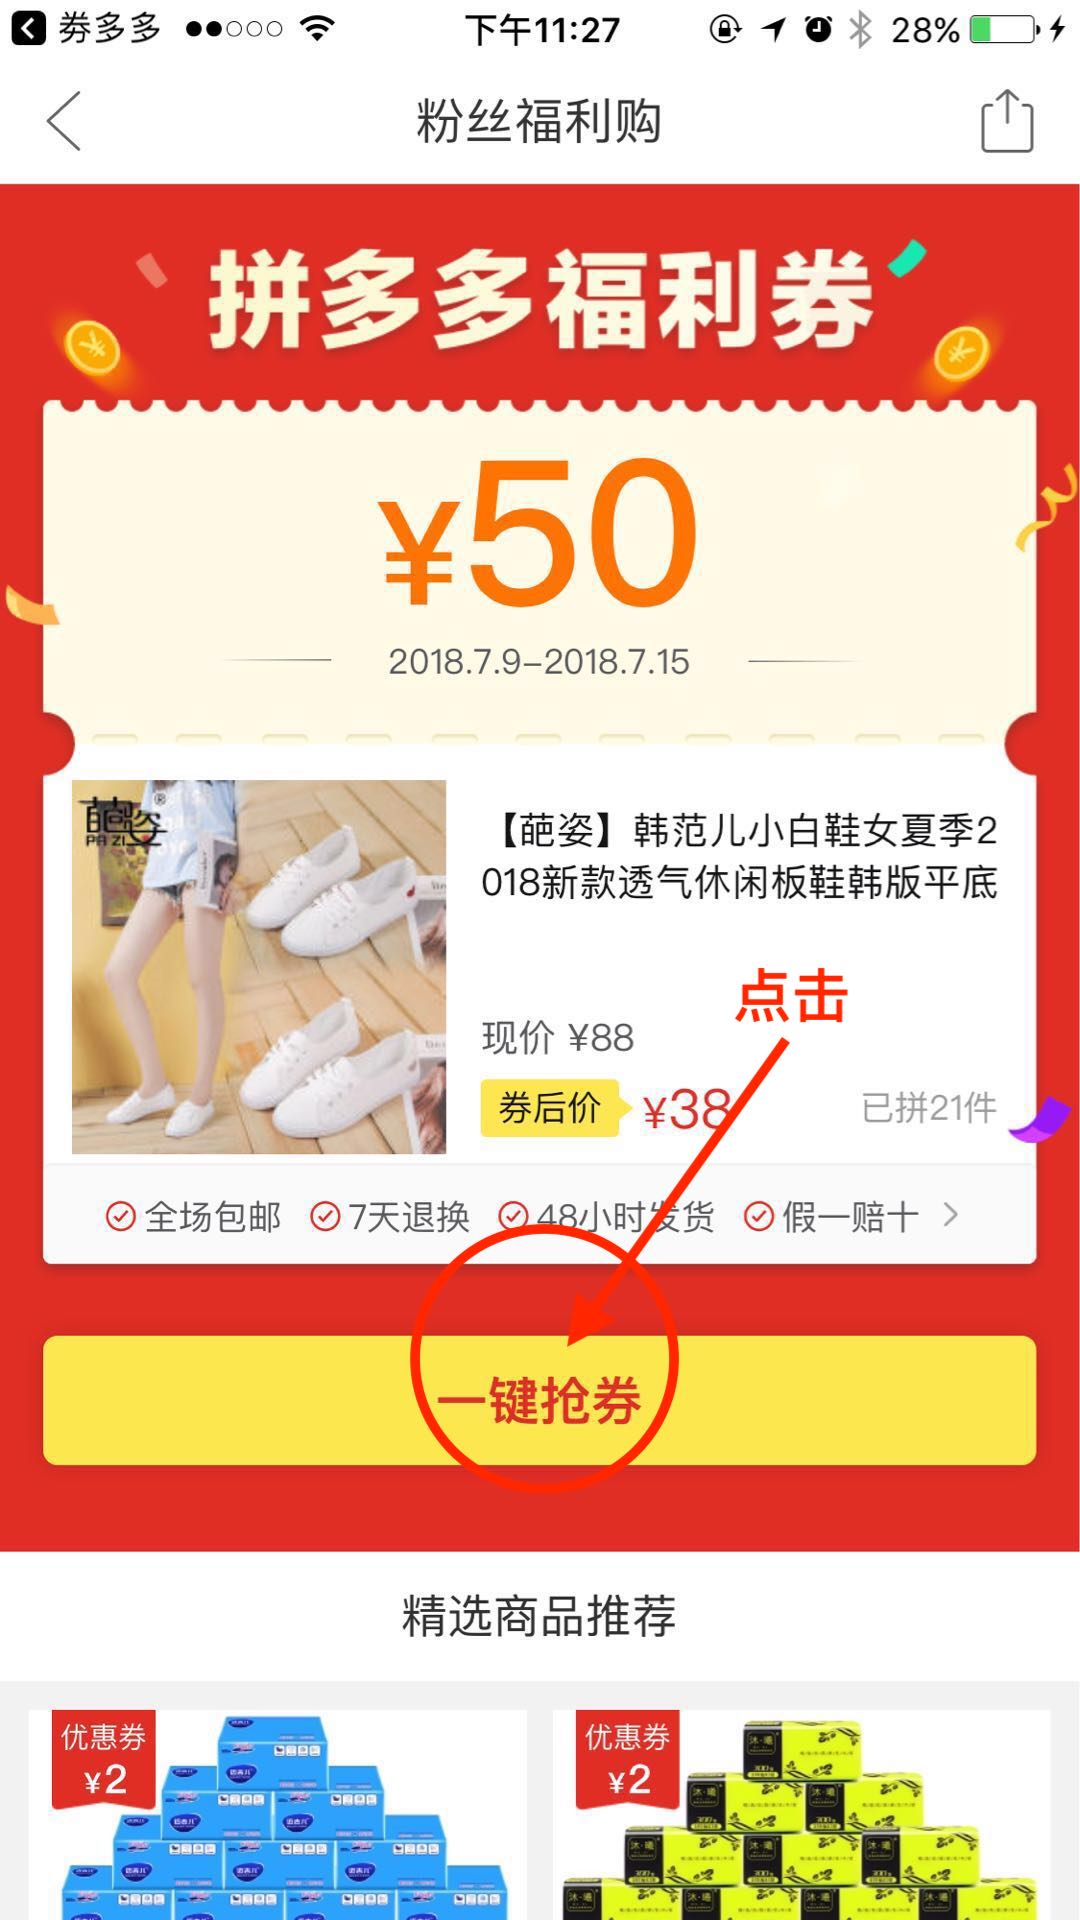 券多多
下午11:27
28%
粉丝福利购
拼多多福利券
¥50
2018.7.9-2018.7.15
葩姿®
PA ZI
【葩姿】韩范儿小白鞋女夏季2
018新款透气休闲板鞋韩版平底
点击
现价 ¥88
券后价 ¥38 已拼21件
全场包邮 7天退换 48小时发货 假一赔十
一键抢券
精选商品推荐
优惠券
¥2
优惠券
¥2
沐·曦
300